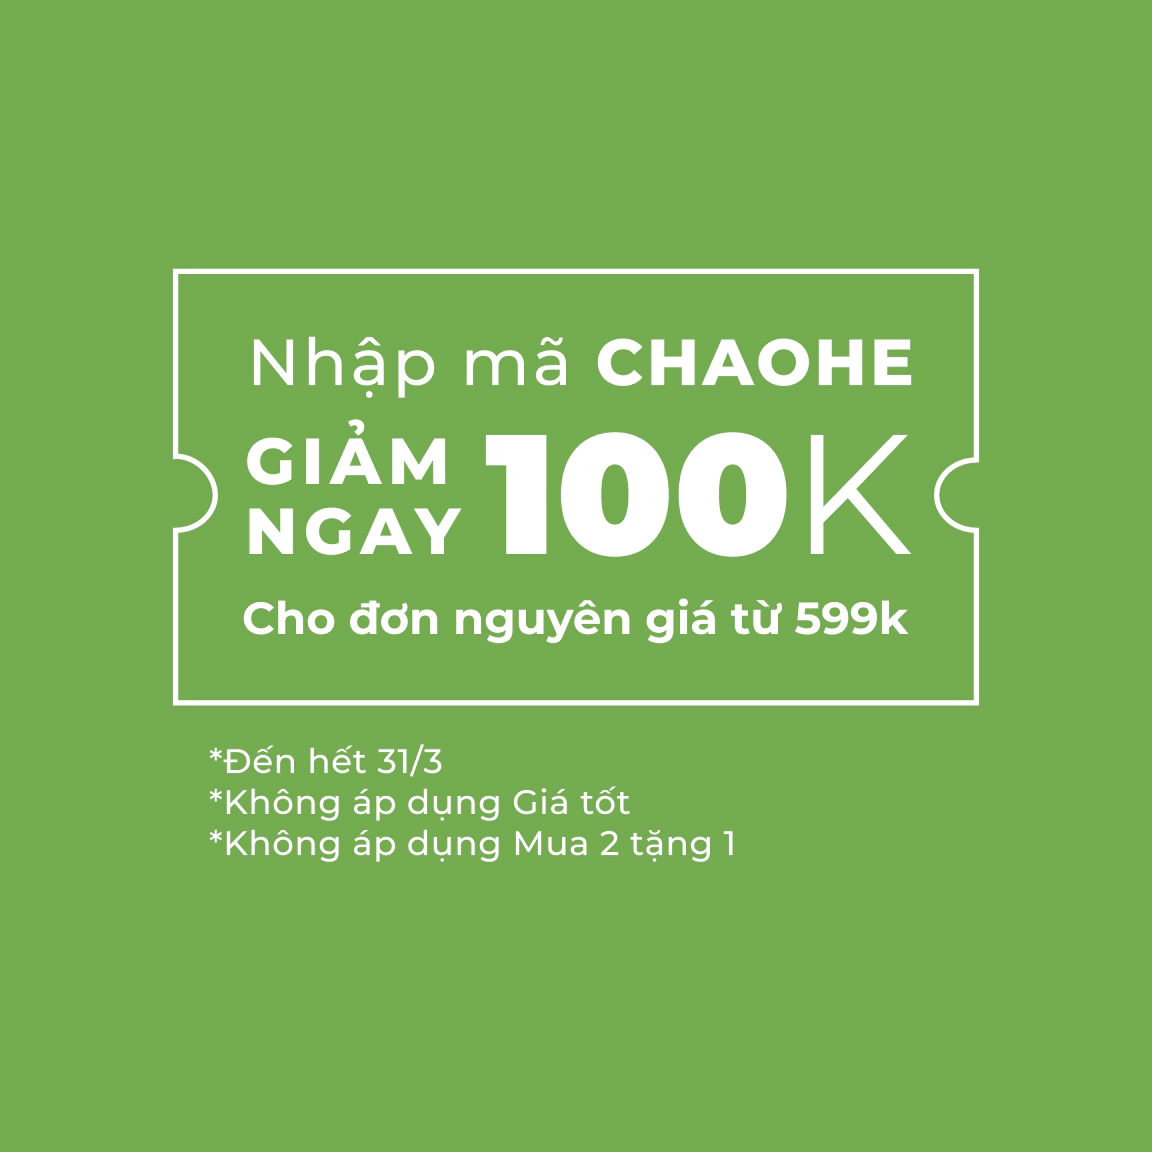 Nhập mã CHAOHE
GIẢM
NGAY
100K
Cho đơn nguyên giá từ 599k
*Đến hết 31/3
*Không áp dụng Giá tốt
*Không áp dụng Mua 2 tặng 1